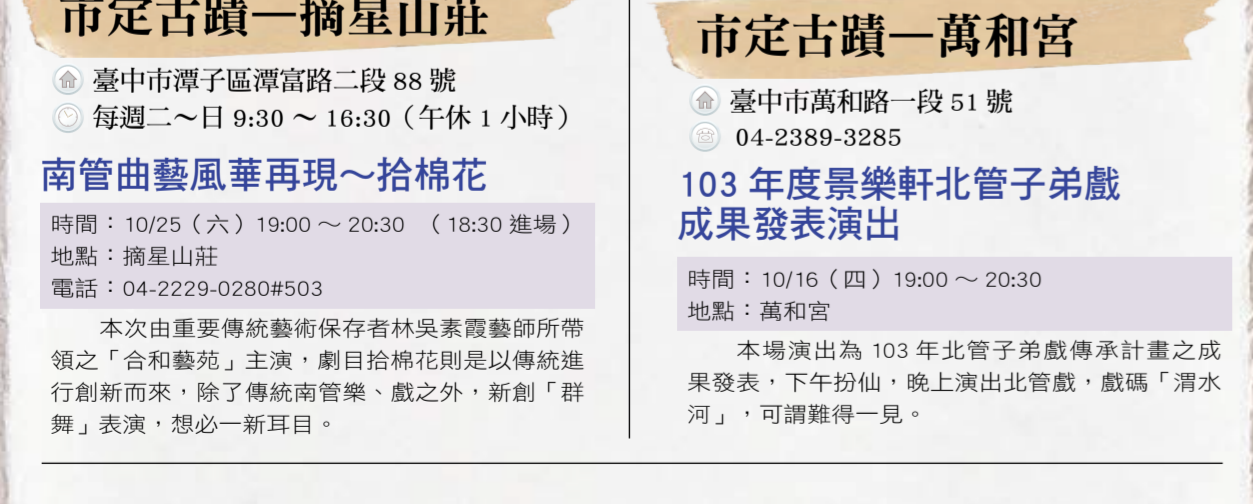 市定古蹟—摘星山莊
臺中市潭子區潭富路二段 88 號
每週二～日 9:30 ～ 16:30（午休 1 小時）
南管曲藝風華再現～拾棉花
時間：10/25（六）19:00 ～ 20:30 （18:30 進場）
地點：摘星山莊
電話：04-2229-0280#503
本次由重要傳統藝術保存者林吳素霞藝師所帶
領之「合和藝苑」主演，劇目拾棉花則是以傳統進
行創新而來，除了傳統南管樂、戲之外，新創「群
舞」表演，想必一新耳目。
市定古蹟—萬和宮
臺中市萬和路一段 51 號
04-2389-3285
103 年度景樂軒北管子弟戲
成果發表演出
時間：10/16（四）19:00 ～ 20:30
地點：萬和宮
本場演出為 103 年北管子弟戲傳承計畫之成
果發表，下午扮仙，晚上演出北管戲，戲碼「渭水
河」，可謂難得一見。